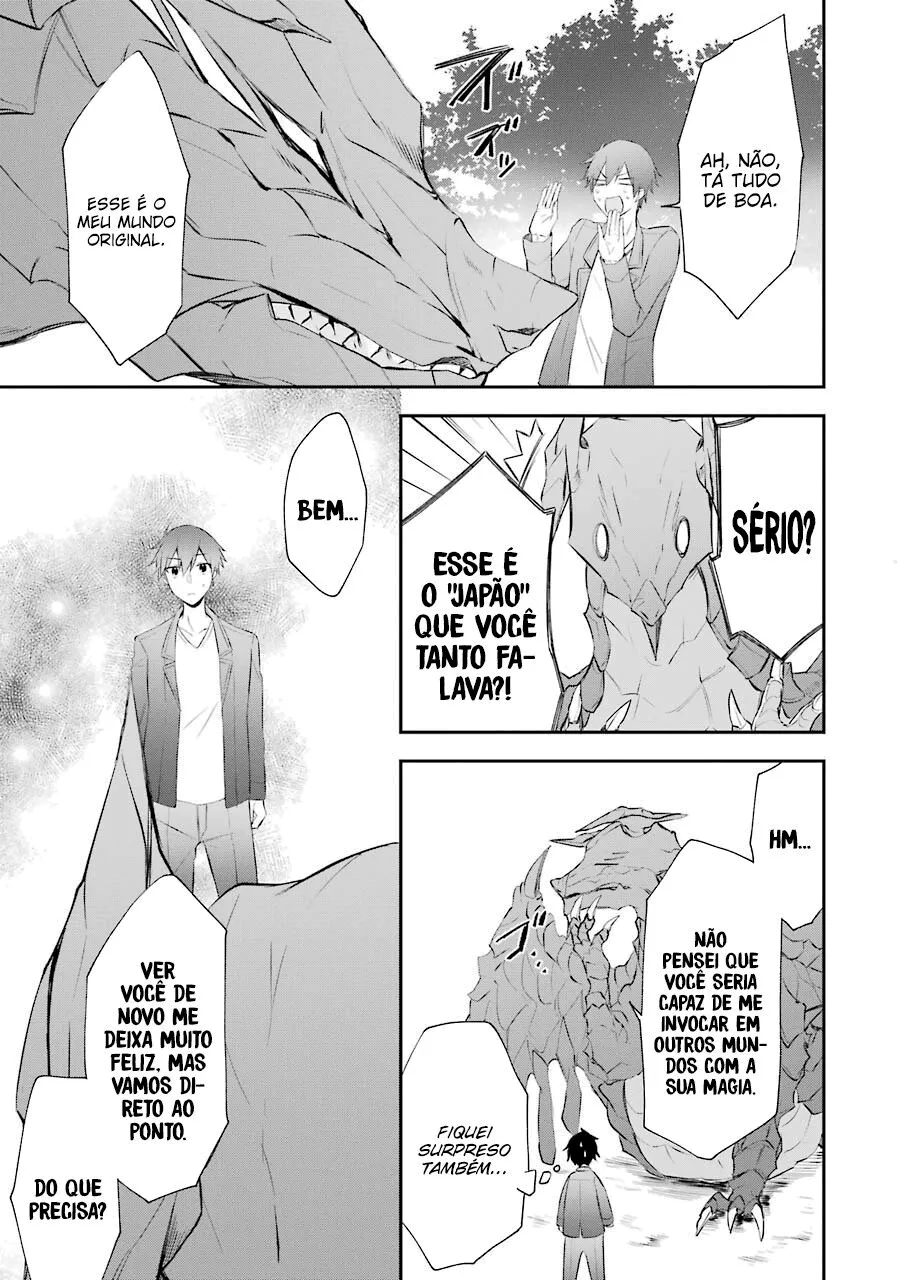 AH, NÃO,
TÁ TUDO
DE BOA.
ズズ
ESSE É O
MEU MUNDO
ORIGINAL.
SÉRIO?
ESSE É
O "JAPÃO"
QUE VOCÊ
TANTO FA-
LAVA?!
HM...
NÃO
PENSEI QUE
VOCÊ SERIA
CAPAZ DE ME
INVOCAR EM
OUTROS MUN-
DOS COM A
SUA MAGIA.
FIQUEI
SURPRESO
TAMBÉM...
BEM...
VER
VOCÊ DE
NOVO ME
DEIXA MUITO
FELIZ, MAS
VAMOS DI-
RETO AO
PONTO.
DO QUE
PRECISA?